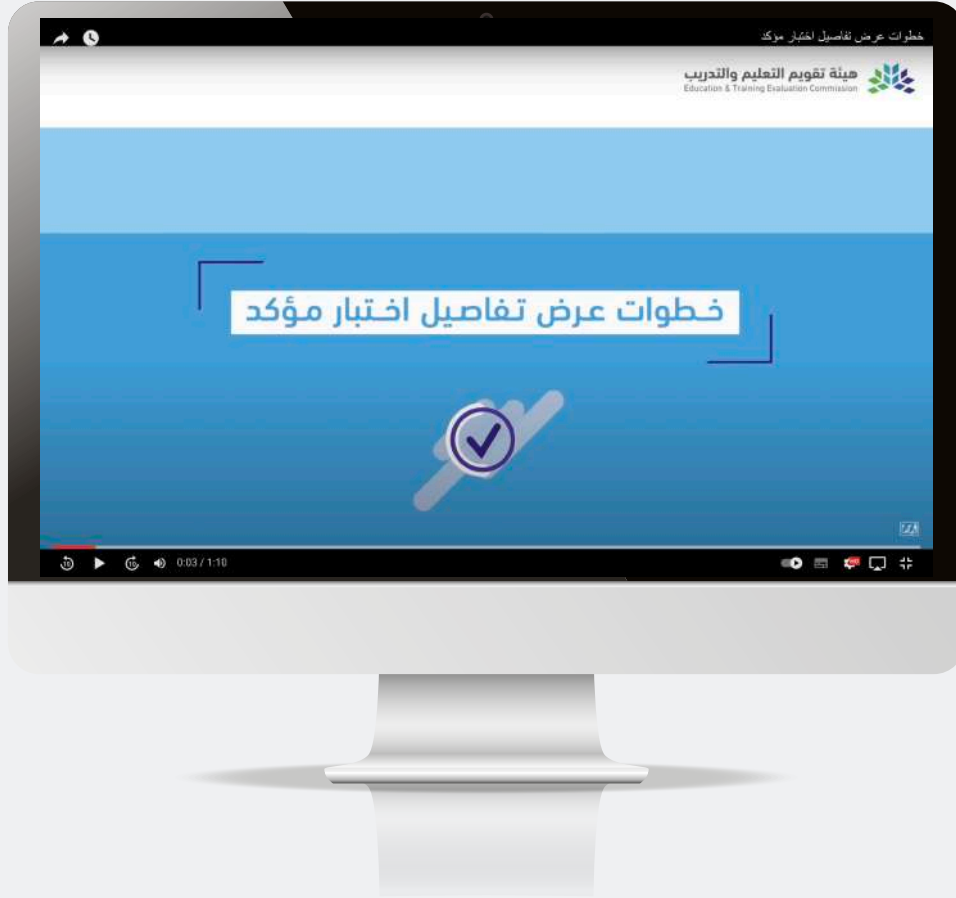 خطوات عرض تفاصيل اختبار مؤكد
هيئة تقويم التعليم والتدريب
Education & Training Evaluation Commission
خطوات عرض تفاصيل اختبار مؤكد
0:03 / 1:10